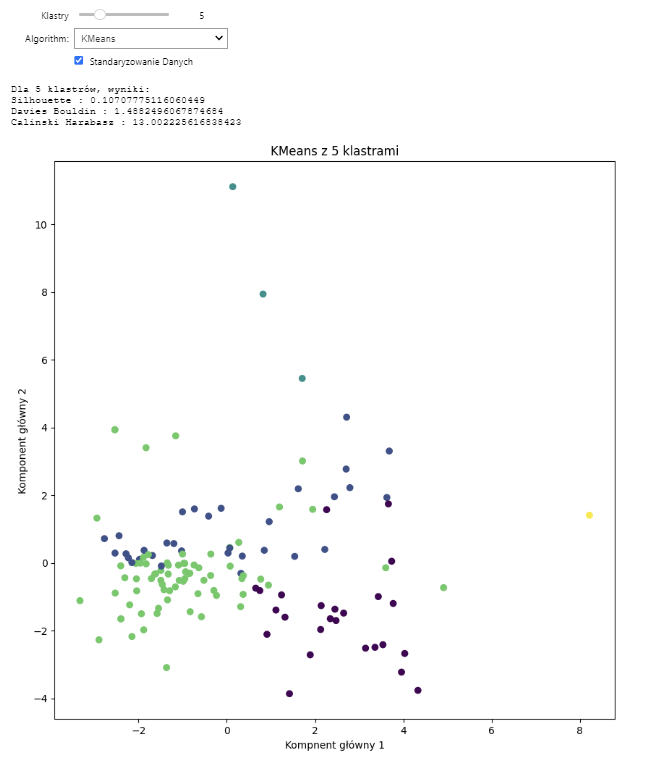 Klastry 5
Algorithm: KMeans
Standaryzowanie Danych
Dla 5 klastrów, wyniki:
Silhouette : 0.10707775116060449
Davies Bouldin : 1.4882496067874684
Calinski Harabasz : 13.002225616838423
KMeans z 5 klastrami
Komponent główny 2
10
8
6
4
2
0
−2
−4
−2 0 2 4 6 8
Kompnent główny 1